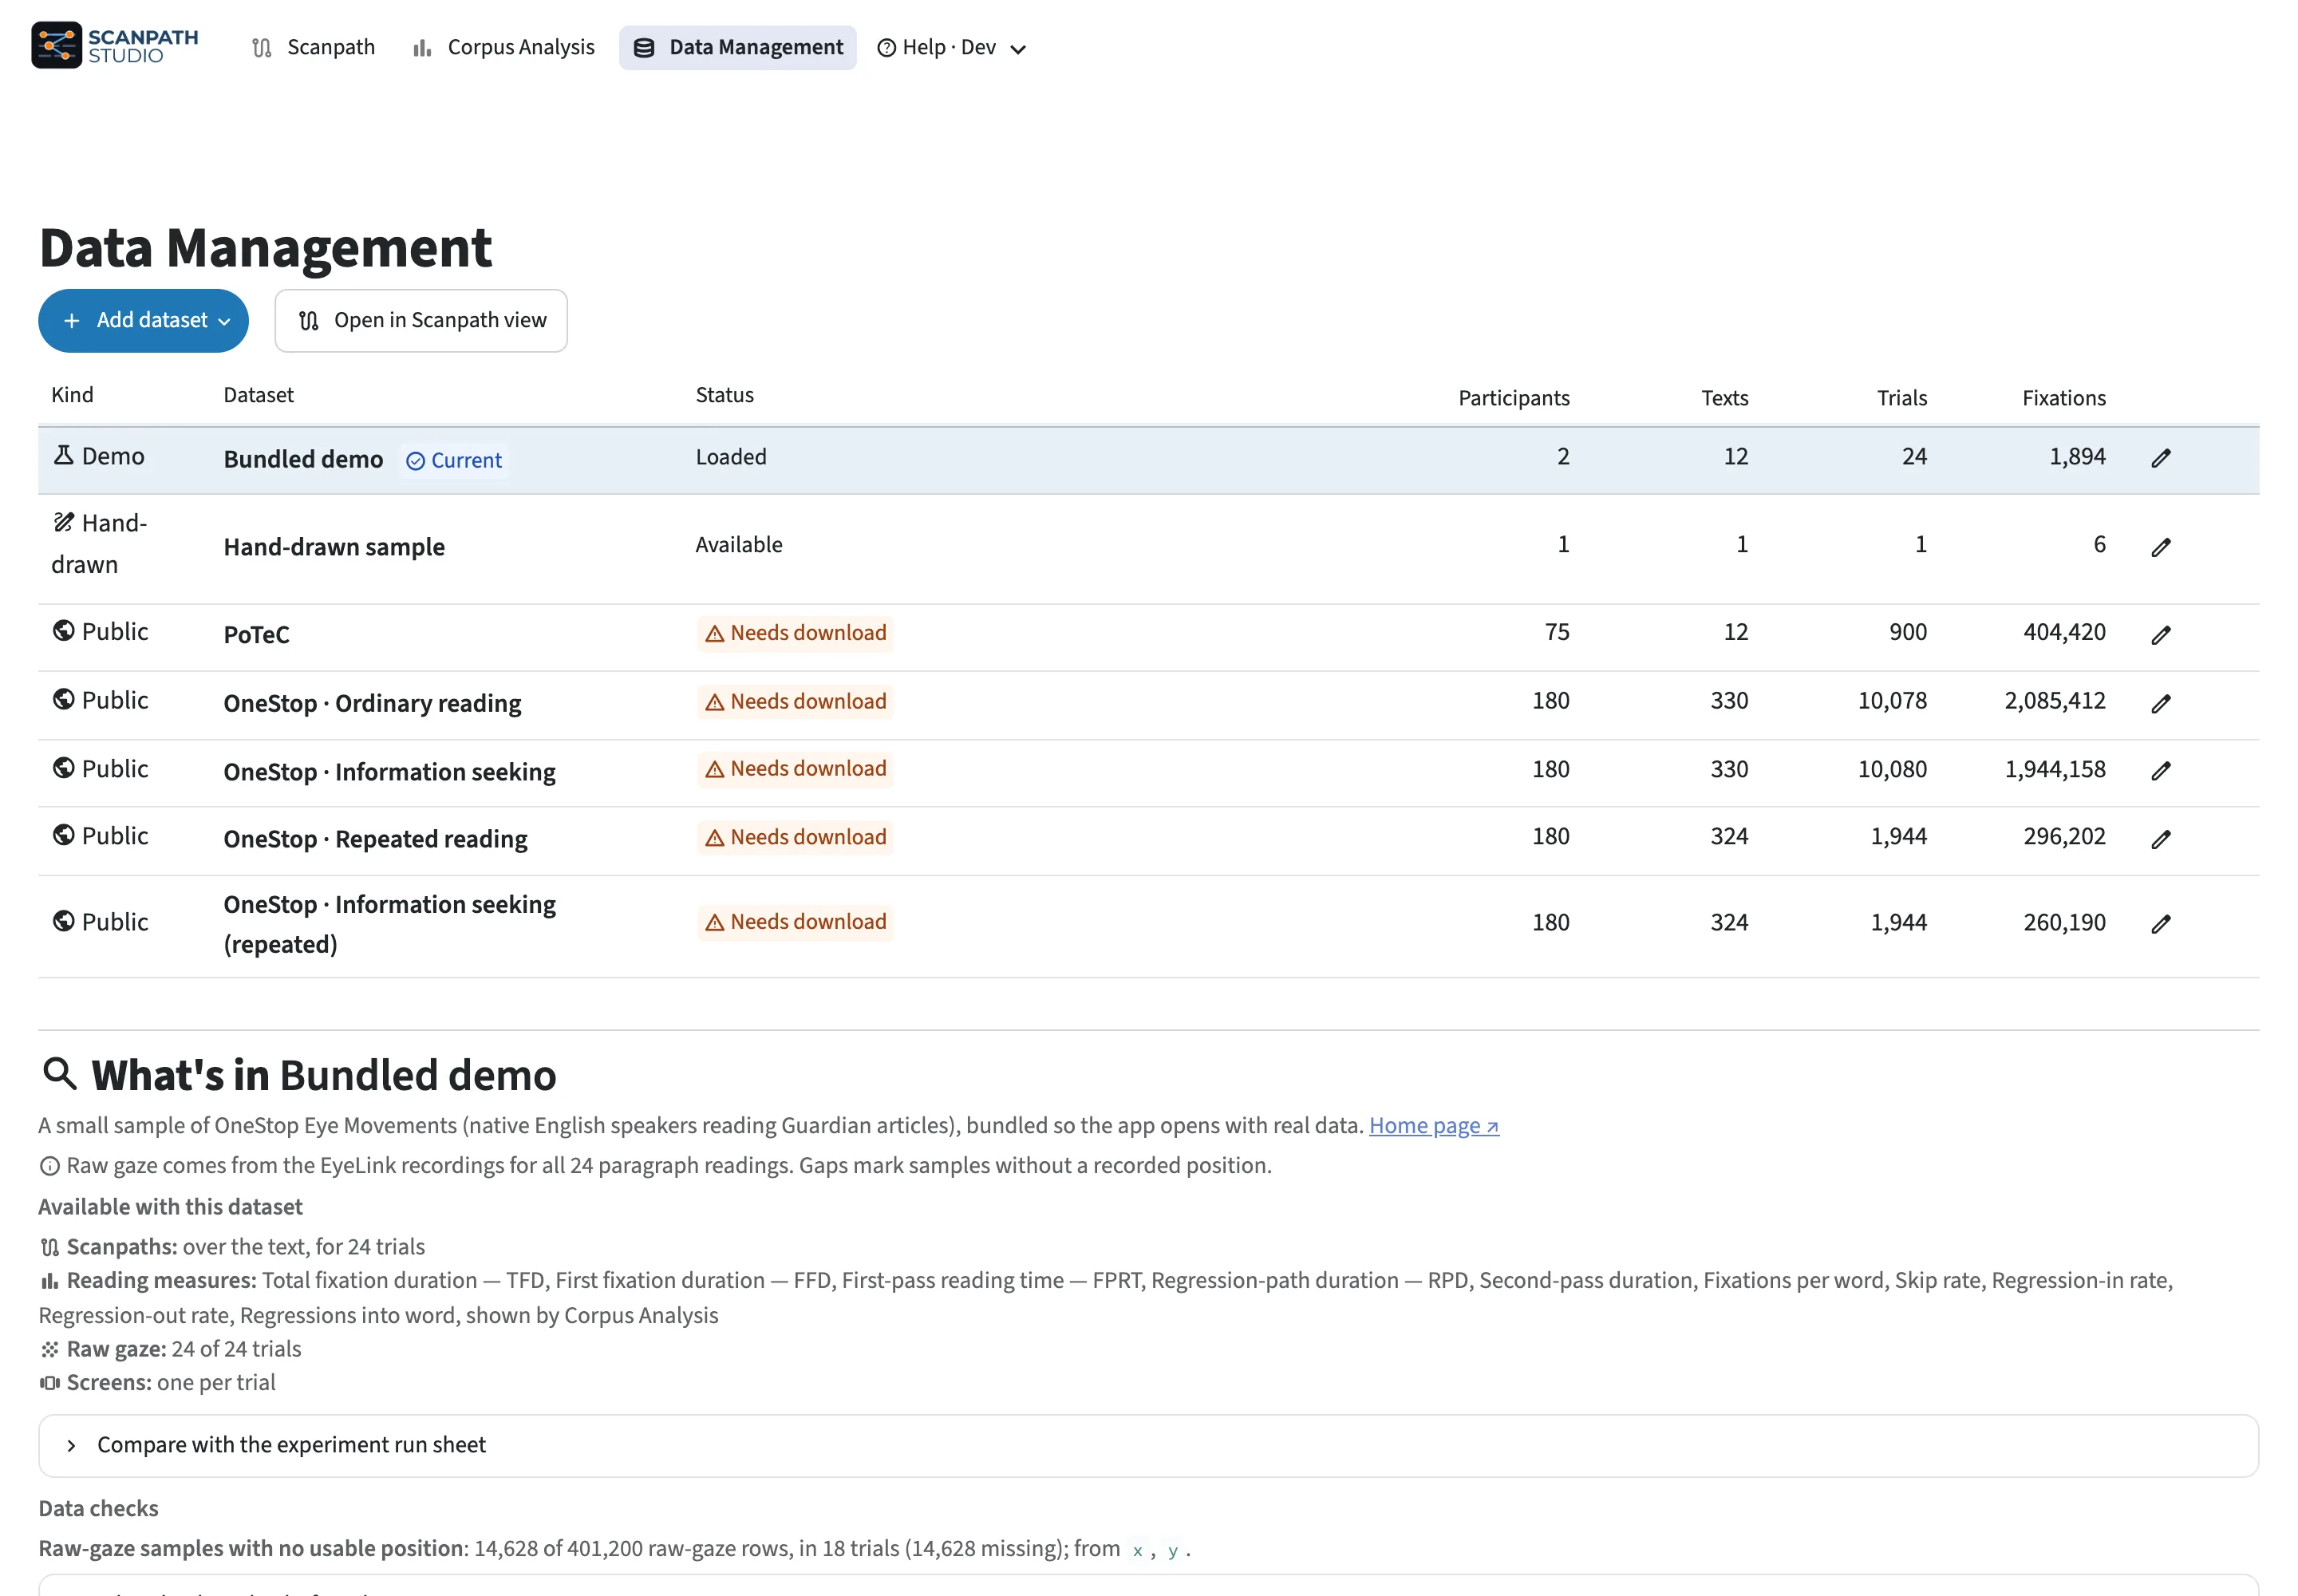 SCANPATH
STUDIO
Scanpath
Corpus Analysis
Data Management
Help · Dev
Data Management
+ Add dataset
Open in Scanpath view
Kind Dataset Status Participants Texts Trials Fixations
Demo Bundled demo Current Loaded 2 12 24 1,894
Hand-
drawn Hand-drawn sample Available 1 1 1 6
Public PoTeC Needs download 75 12 900 404,420
Public OneStop · Ordinary reading Needs download 180 330 10,078 2,085,412
Public OneStop · Information seeking Needs download 180 330 10,080 1,944,158
Public OneStop · Repeated reading Needs download 180 324 1,944 296,202
Public OneStop · Information seeking
(repeated) Needs download 180 324 1,944 260,190
What's in Bundled demo
A small sample of OneStop Eye Movements (native English speakers reading Guardian articles), bundled so the app opens with real data. Home page ↗
Raw gaze comes from the EyeLink recordings for all 24 paragraph readings. Gaps mark samples without a recorded position.
Available with this dataset
Scanpaths: over the text, for 24 trials
Reading measures: Total fixation duration — TFD, First fixation duration — FFD, First-pass reading time — FPRT, Regression-path duration — RPD, Second-pass duration, Fixations per word, Skip rate, Regression-in rate,
Regression-out rate, Regressions into word, shown by Corpus Analysis
Raw gaze: 24 of 24 trials
Screens: one per trial
Compare with the experiment run sheet
Data checks
Raw-gaze samples with no usable position: 14,628 of 401,200 raw-gaze rows, in 18 trials (14,628 missing); from x , y .